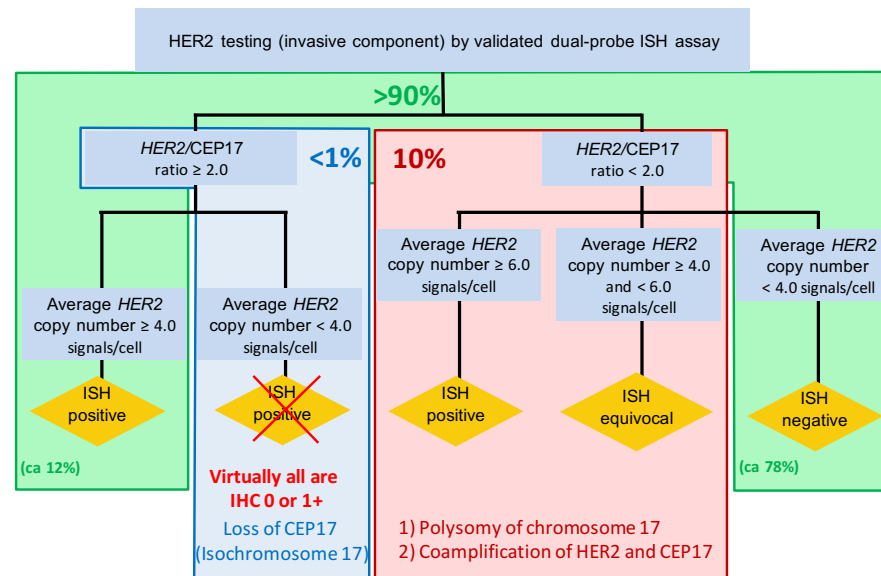 HER2 testing (invasive component) by validated dual-probe ISH assay
>90%
HER2/CEP17
ratio ≥ 2.0
<1%
10%
HER2/CEP17
ratio < 2.0
Average HER2
copy number ≥ 4.0
signals/cell
Average HER2
copy number < 4.0
signals/cell
Average HER2
copy number ≥ 6.0
signals/cell
Average HER2
copy number ≥ 4.0
and < 6.0
signals/cell
Average HER2
copy number
< 4.0 signals/cell
ISH
positive
ISH
positive
ISH
positive
ISH
equivocal
ISH
negative
(ca 12%)
(ca 78%)
Virtually all are
IHC 0 or 1+
Loss of CEP17
(Isochromosome 17)
1) Polysomy of chromosome 17
2) Coamplification of HER2 and CEP17